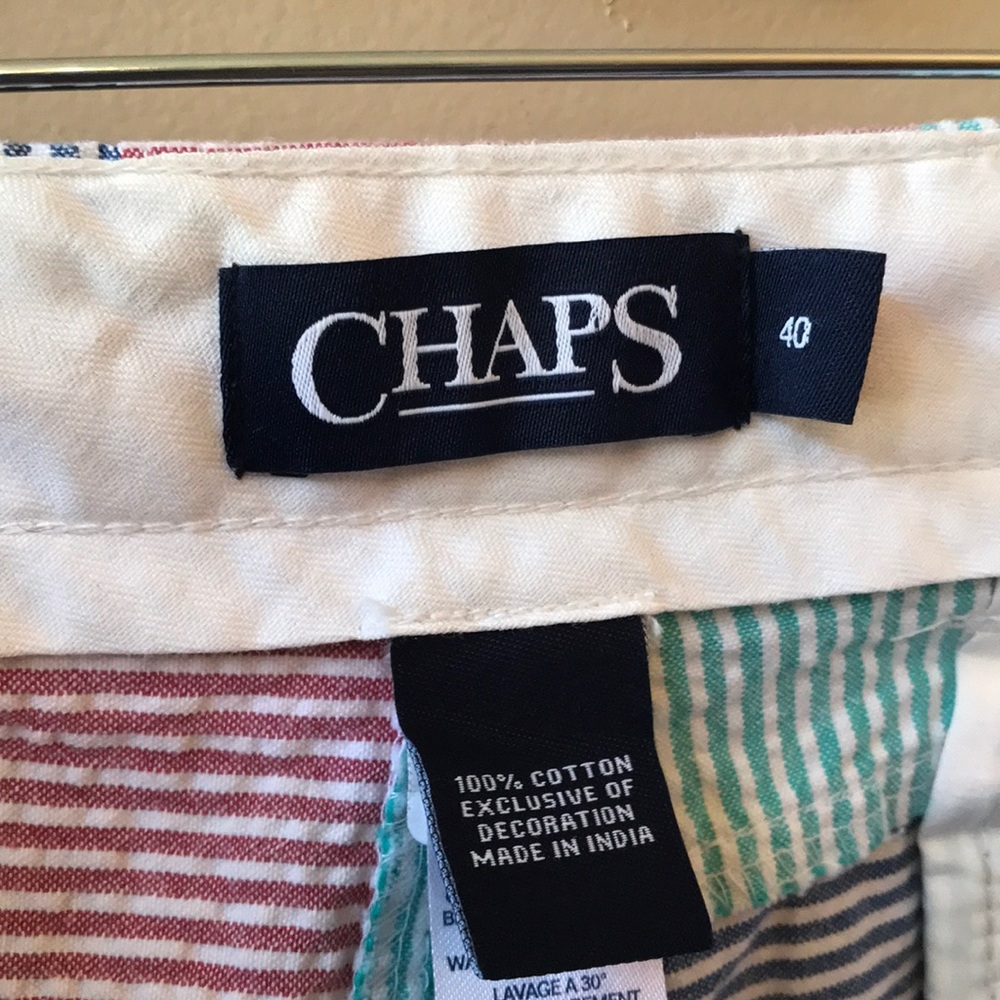 CHAPS
40
100% COTTON
EXCLUSIVE OF
DECORATION
MADE IN INDIA
LAVAGE A 30°